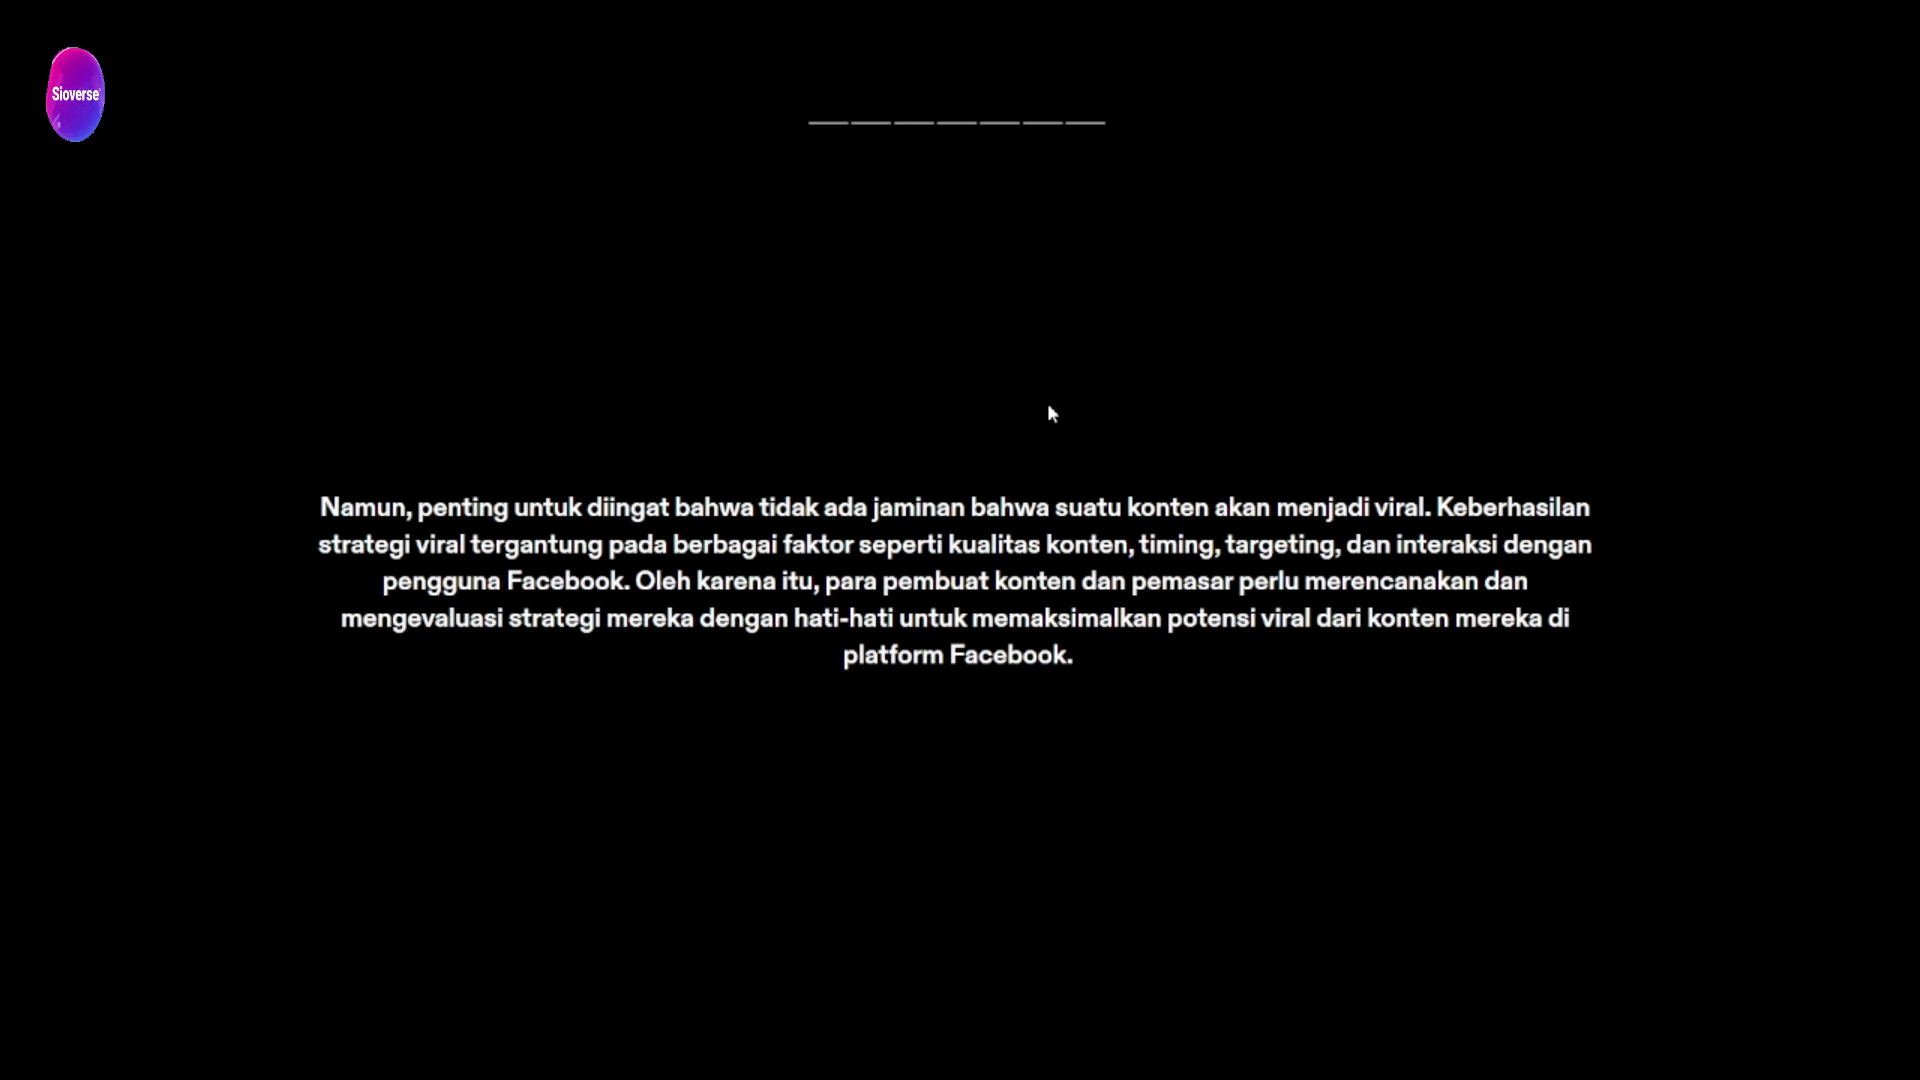 Sioverse
_______
Namun, penting untuk diingat bahwa tidak ada jaminan bahwa suatu konten akan menjadi viral. Keberhasilan
strategi viral tergantung pada berbagai faktor seperti kualitas konten, timing, targeting, dan interaksi dengan
pengguna Facebook. Oleh karena itu, para pembuat konten dan pemasar perlu merencanakan dan
mengevaluasi strategi mereka dengan hati-hati untuk memaksimalkan potensi viral dari konten mereka di
platform Facebook.